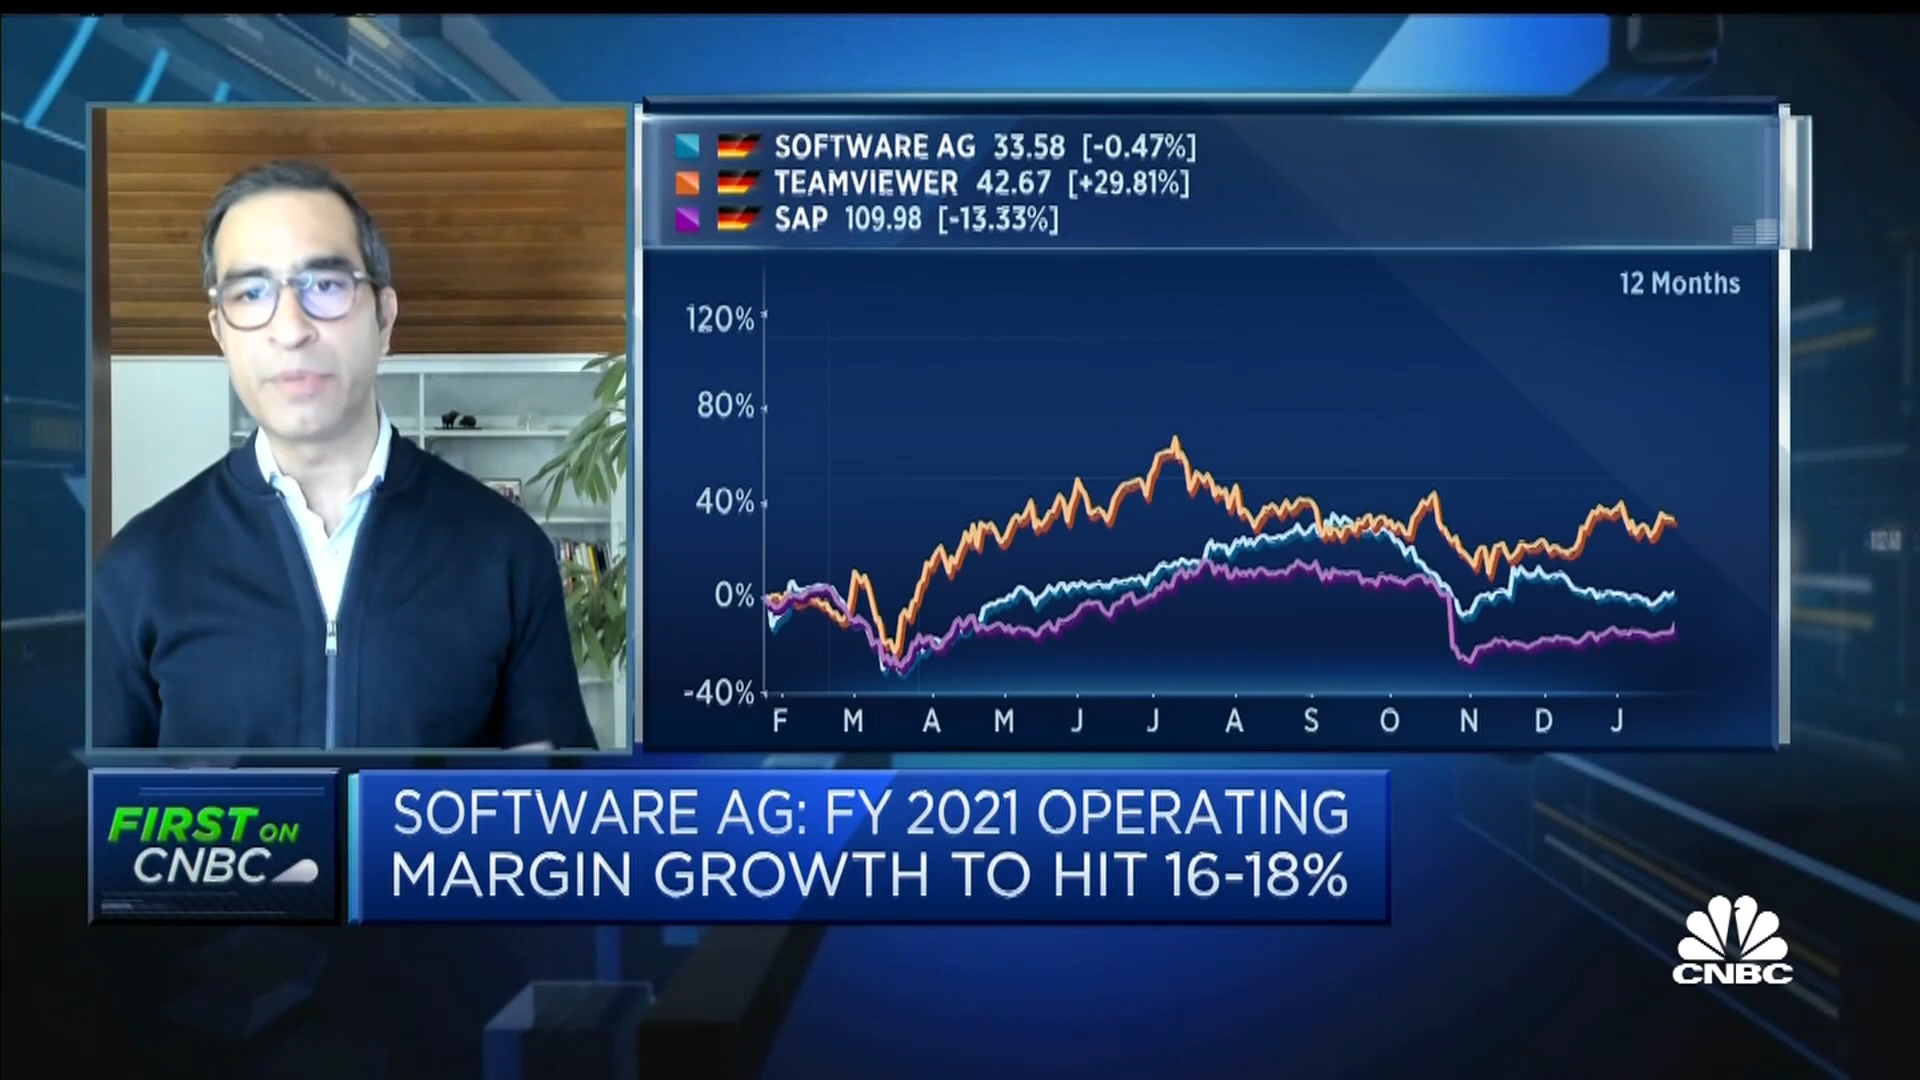 SOFTWARE AG 33.58 [-0.47%]
TEAMVIEWER 42.67 [+29.81%]
SAP 109.98 [-13.33%]
12 Months
120%
80%
40%
0%
-40%
F M A M J J A S O N D J
FIRST ON
CNBC
SOFTWARE AG: FY 2021 OPERATING
MARGIN GROWTH TO HIT 16-18%
CNBC